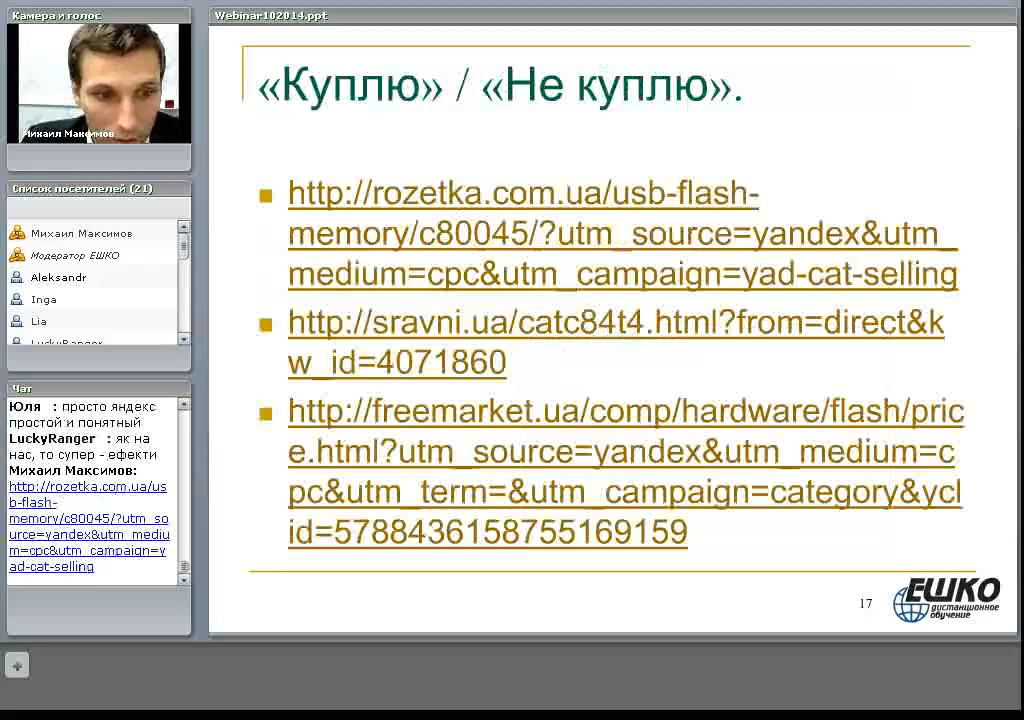 Камера и голос
Михаил Максимов
Список посетителей (21)
Михаил Максимов
Модератор ЕШКО
Aleksandr
Inga
Lia
LuckyRanger
Чат
Юля : просто яндекс
простой и понятный
LuckyRanger : як на
нас, то супер - ефекти
Михаил Максимов:
http://rozetka.com.ua/us
b-flash-
memory/c80045/?utm_so
urce=yandex&utm_mediu
m=cpc&utm_campaign=y
ad-cat-selling
Webinar102014.ppt
«Куплю» / «Не куплю».
http://rozetka.com.ua/usb-flash-
memory/c80045/?utm_source=yandex&utm_
medium=cpc&utm_campaign=yad-cat-selling
http://sravni.ua/catc84t4.html?from=direct&k
w_id=4071860
http://freemarket.ua/comp/hardware/flash/pric
e.html?utm_source=yandex&utm_medium=c
pc&utm_term=&utm_campaign=category&ycl
id=5788436158755169159
17
ЕШКО
дистанционное
обучение